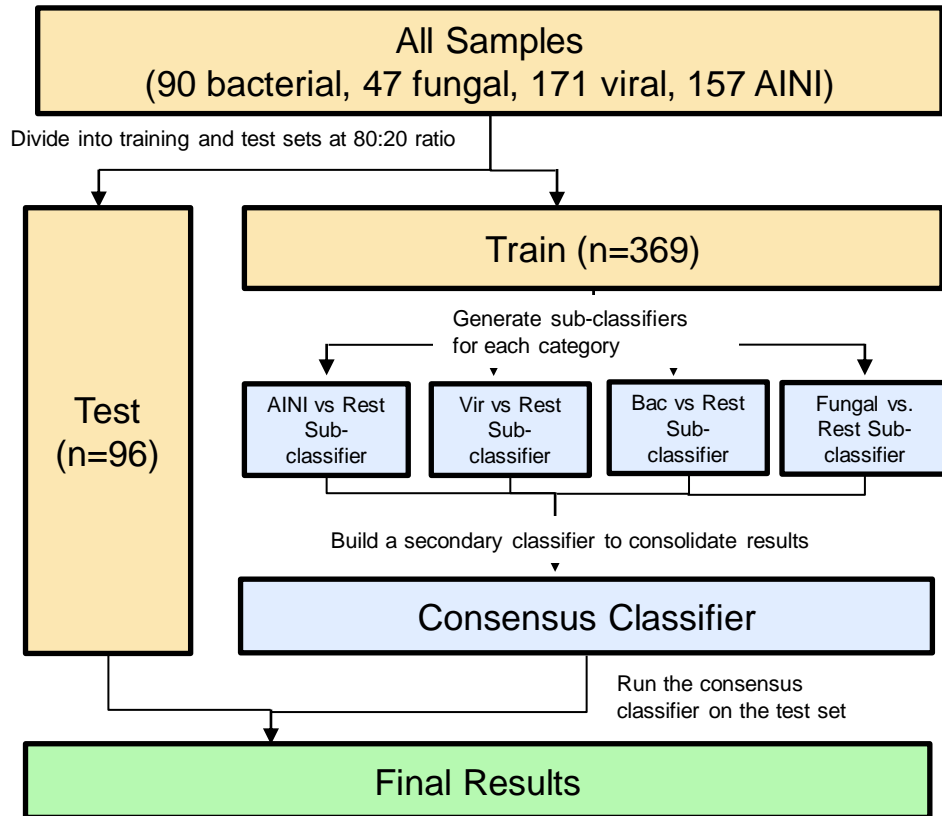 All Samples
(90 bacterial, 47 fungal, 171 viral, 157 AINI)
Divide into training and test sets at 80:20 ratio
Train (n=369)
Generate sub-classifiers
for each category
Test
(n=96)
AINI vs Rest
Sub-
classifier
Vir vs Rest
Sub-
classifier
Bac vs Rest
Sub-
classifier
Fungal vs.
Rest Sub-
classifier
Build a secondary classifier to consolidate results
Consensus Classifier
Run the consensus
classifier on the test set
Final Results